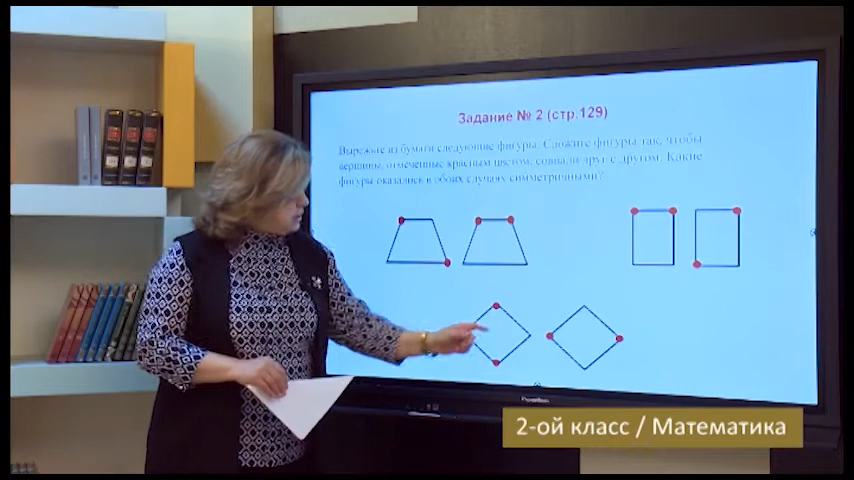 Задание № 2 (стр.129)
Вырежьте из бумаги следующие фигуры. Сложите фигуры так, чтобы
вершины, отмеченные красным цветом, совпали друг с другом. Какие
фигуры оказались в обоих случаях симметричными?
2-ой класс / Математика